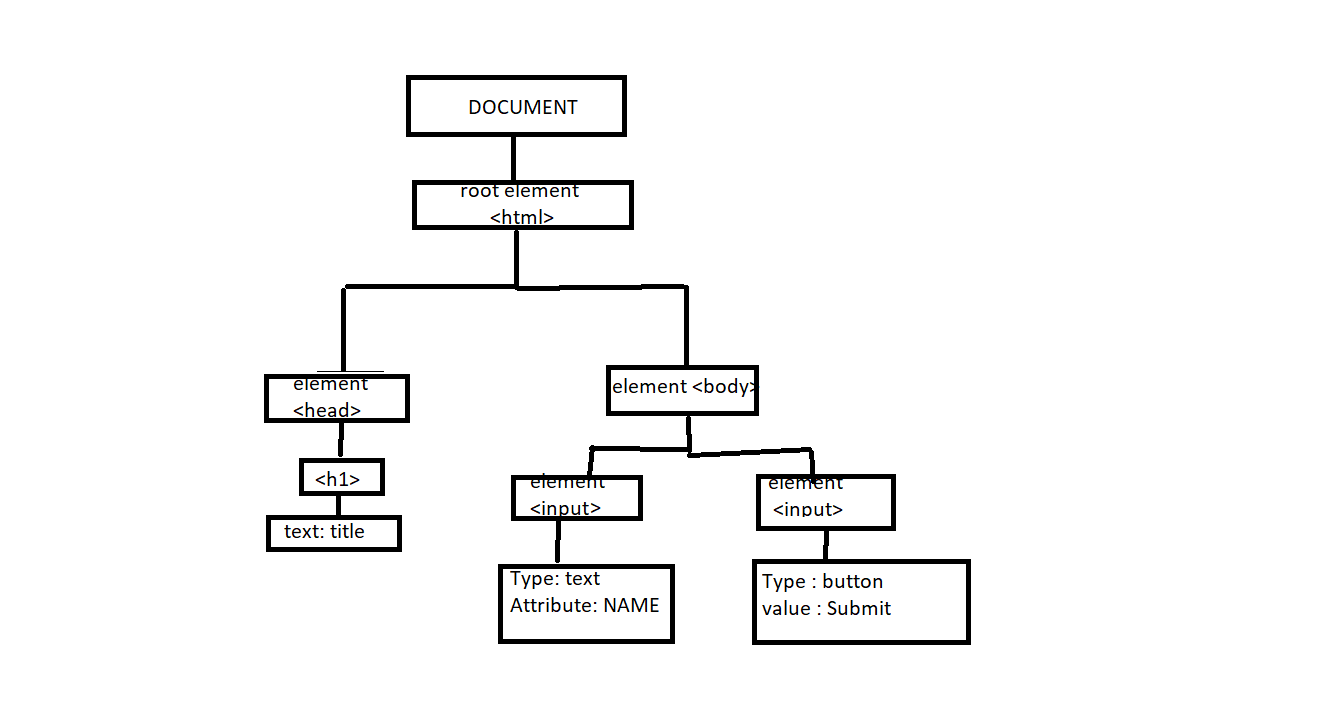 DOCUMENT
root element
<html>
element
<head>
element <body>
<h1>
text: title
element
<input>
element
<input>
Type: text
Attribute: NAME
Type : button
value : Submit